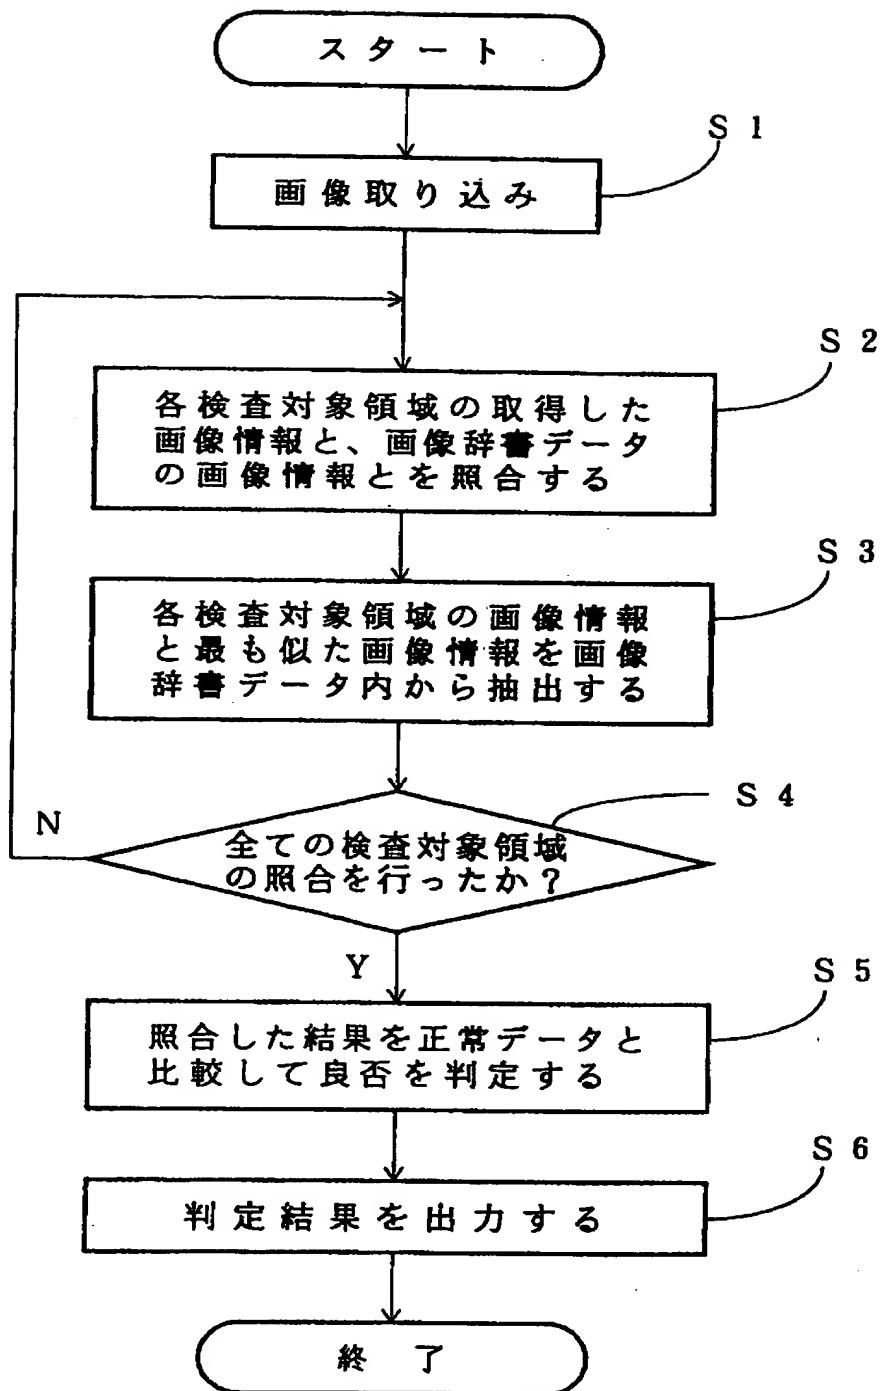 スタート
S 1
画像取り込み
S 2
各検査対象領域の取得した
画像情報と、画像辞書データ
の画像情報とを照合する
S 3
各検査対象領域の画像情報
と最も似た画像情報を画像
辞書データ内から抽出する
N
S 4
全ての検査対象領域
の照合を行ったか？
Y
S 5
照合した結果を正常データと
比較して良否を判定する
S 6
判定結果を出力する
終了